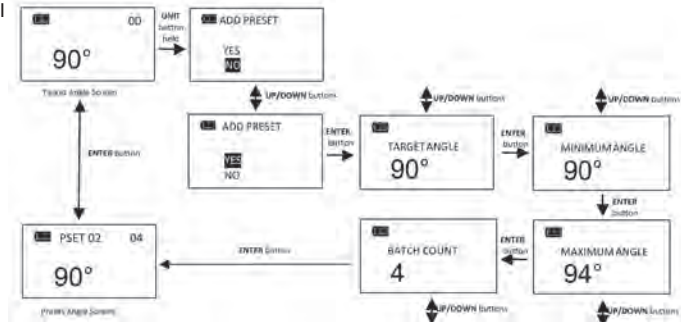 00
90°
Target Angle Screen
UNIT
button
held
ADD PRESET
YES
NO
UP/DOWN buttons
ADD PRESET
YES
NO
ENTER
button
UP/DOWN buttons
TARGET ANGLE
90°
ENTER
button
UP/DOWN buttons
MINIMUM ANGLE
90°
ENTER
button
MAXIMUM ANGLE
94°
UP/DOWN buttons
ENTER
button
BATCH COUNT
4
UP/DOWN buttons
ENTER button
PSET 02 04
90°
Preset Angle Screen
ENTER button